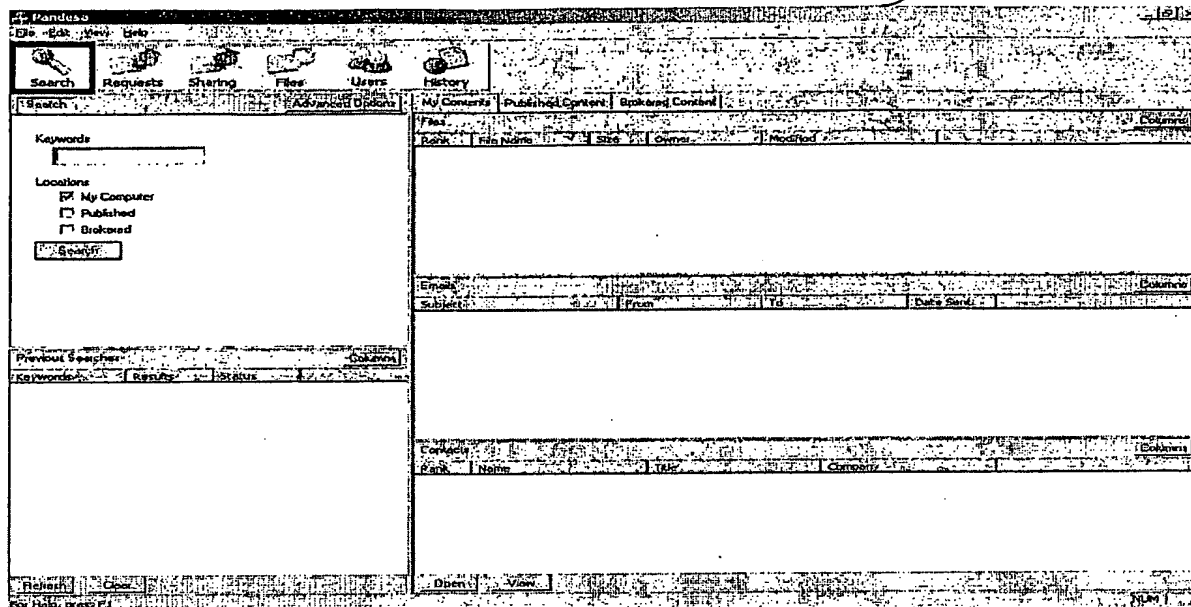 Pandesa
File Edit View Help
Search Requests Sharing Files Users History
Search Advanced Options
Keywords
Locations
My Computer
Published
Brokered
Search
Previous Searches Columns
Keywords Results Status
Refresh Clear
For Help, press F1
My Contents Published Content Brokered Content
Files Columns
Rank File Name Size Owner Modified
Emails Columns
Subject From To Date Sent
Contacts Columns
Rank Name Title Company
Open View
NUM